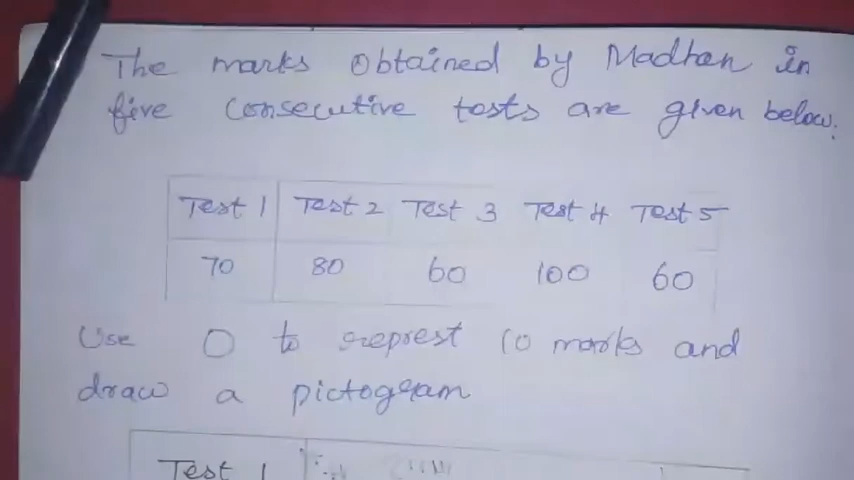 The marks obtained by Madhan in
five consecutive tests are given below.
Test 1 Test 2 Test 3 Test 4 Test 5
70 80 60 100 60
Use O to represt 10 marks and
draw a pictogram
Test 1